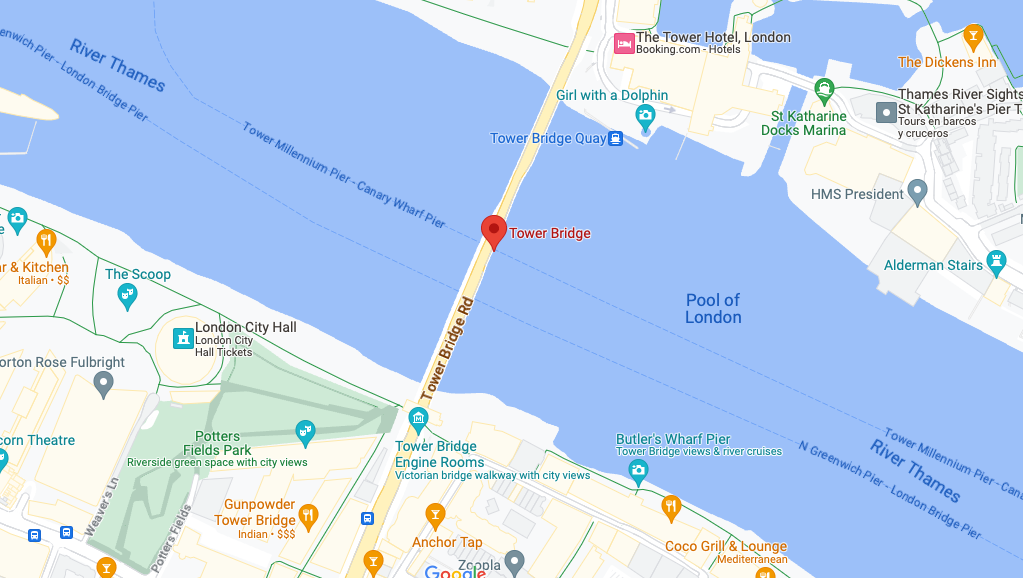 The Tower Hotel, London
Booking.com - Hotels
The Dickens Inn
River Thames
enwich Pier - London Bridge Pier
Girl with a Dolphin
Thames River Sights
St Katharine's Pier T
Tours en barcos
y cruceros
St Katharine
Docks Marina
Tower Bridge Quay
Tower Millennium Pier - Canary Wharf Pier
HMS President
Tower Bridge
Alderman Stairs
ar & Kitchen
Italian • $$
The Scoop
Pool of
London
Tower Bridge Rd
London City Hall
London City
Hall Tickets
orton Rose Fulbright
Potters
Fields Park
Riverside green space with city views
corn Theatre
Tower Bridge
Engine Rooms
Victorian bridge walkway with city views
Butler's Wharf Pier
Tower Bridge views & river cruises
Tower Millennium Pier - Cana
River Thames
N Greenwich Pier - London Bridge Pier
Weaver's Ln
Potters Fields
Gunpowder
Tower Bridge
Indian • $$$
Anchor Tap
Coco Grill & Lounge
Mediterranean
Zoopla
Google